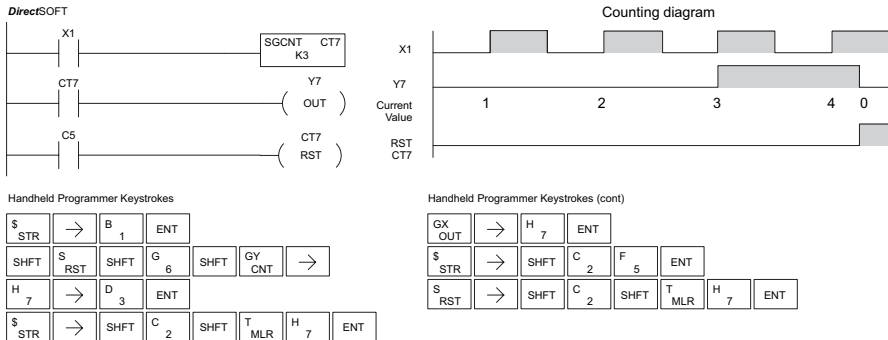 DirectSOFT
X1
SGCNT CT7
K3
CT7
Y7
OUT
C5
CT7
RST
Counting diagram
X1
Y7
Current
Value
1 2 3 4 0
RST
CT7
Handheld Programmer Keystrokes
$ STR → B 1 ENT
SHFT S RST SHFT G 6 SHFT GY CNT →
H 7 → D 3 ENT
$ STR → SHFT C 2 SHFT T MLR H 7 ENT
Handheld Programmer Keystrokes (cont)
GX OUT → H 7 ENT
$ STR → SHFT C 2 F 5 ENT
S RST → SHFT C 2 SHFT T MLR H 7 ENT